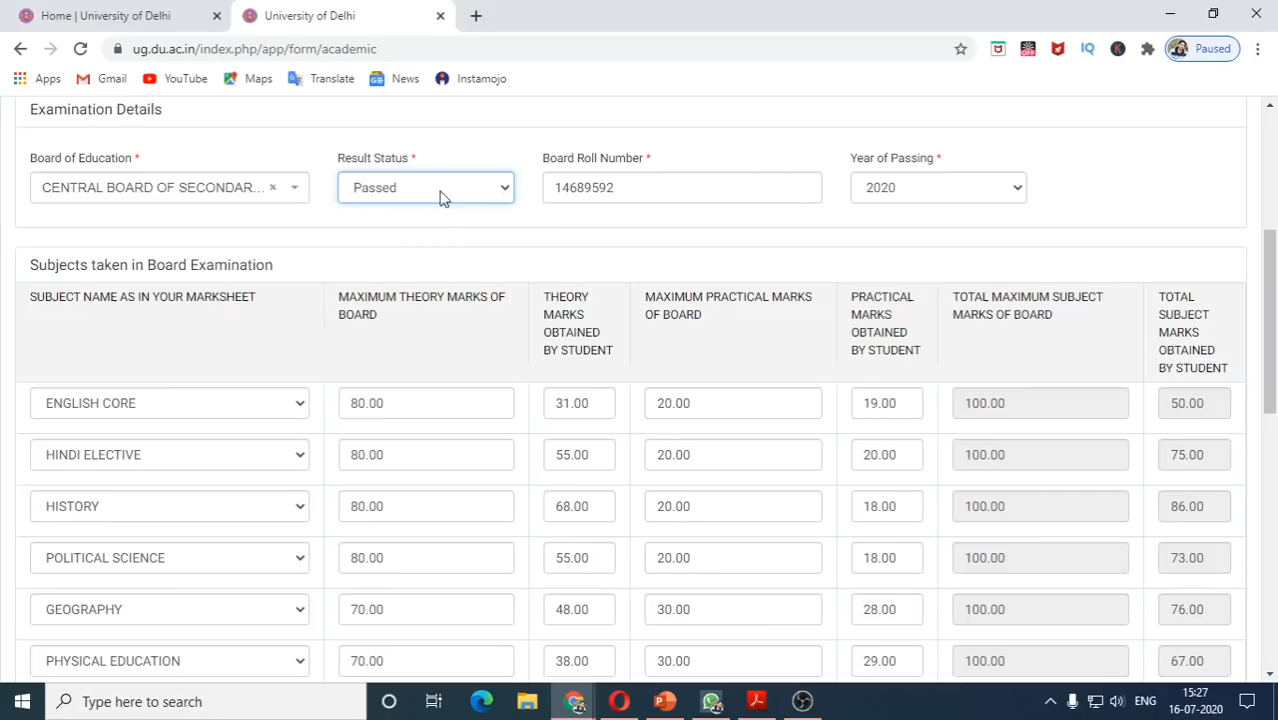 Home | University of Delhi
University of Delhi
ug.du.ac.in/index.php/app/form/academic
OFF
IQ
K
Paused
Apps
Gmail
YouTube
Maps
Translate
News
Instamojo
Examination Details
Board of Education *
Result Status *
Board Roll Number *
Year of Passing *
CENTRAL BOARD OF SECONDAR...
Passed
14689592
2020
Subjects taken in Board Examination
SUBJECT NAME AS IN YOUR MARKSHEET
MAXIMUM THEORY MARKS OF
BOARD
THEORY
MARKS
OBTAINED
BY STUDENT
MAXIMUM PRACTICAL MARKS
OF BOARD
PRACTICAL
MARKS
OBTAINED
BY STUDENT
TOTAL MAXIMUM SUBJECT
MARKS OF BOARD
TOTAL
SUBJECT
MARKS
OBTAINED
BY STUDENT
ENGLISH CORE 80.00 31.00 20.00 19.00 100.00 50.00
HINDI ELECTIVE 80.00 55.00 20.00 20.00 100.00 75.00
HISTORY 80.00 68.00 20.00 18.00 100.00 86.00
POLITICAL SCIENCE 80.00 55.00 20.00 18.00 100.00 73.00
GEOGRAPHY 70.00 48.00 30.00 28.00 100.00 76.00
PHYSICAL EDUCATION 70.00 38.00 30.00 29.00 100.00 67.00
Type here to search
ENG
15:27
16-07-2020